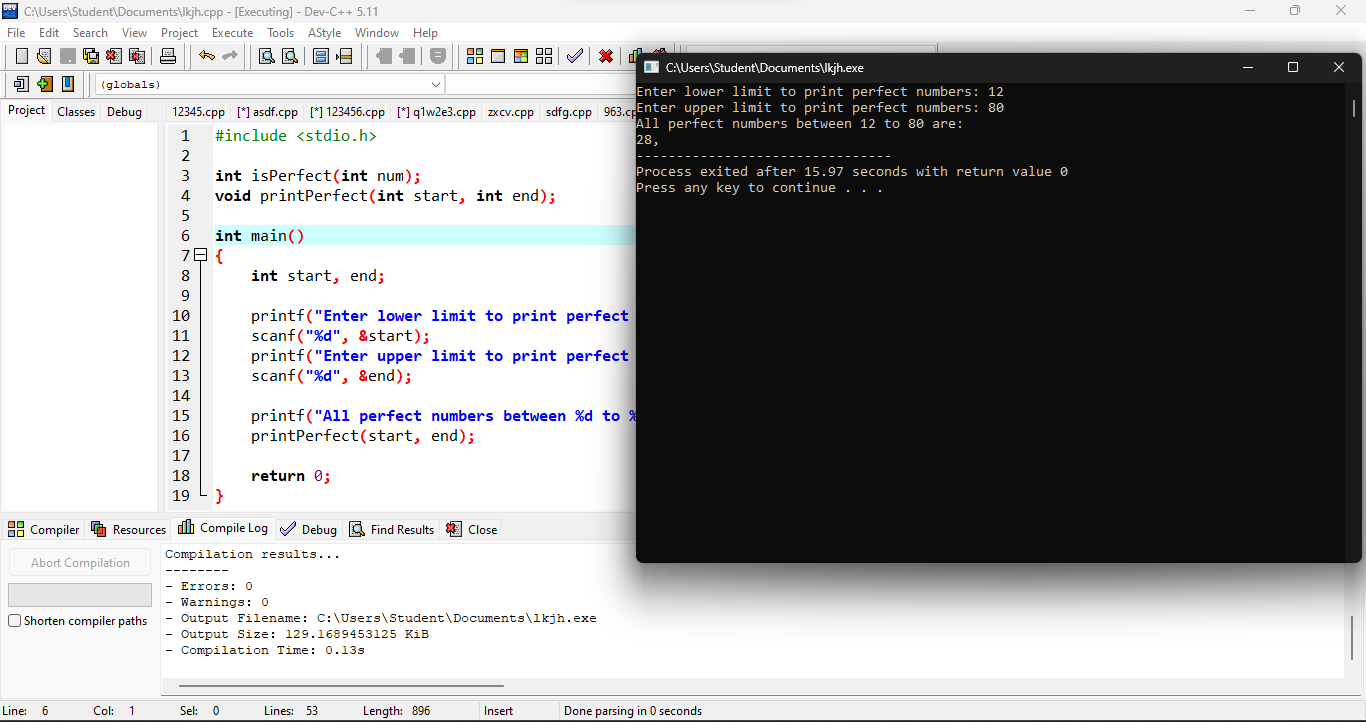 C:\Users\Student\Documents\lkjh.cpp - [Executing] - Dev-C++ 5.11
File Edit Search View Project Execute Tools AStyle Window Help
(globals)
Project Classes Debug
12345.cpp [*] asdf.cpp [*] 123456.cpp [*] q1w2e3.cpp zxcv.cpp sdfg.cpp 963.cp
1 #include <stdio.h>
2
3 int isPerfect(int num);
4 void printPerfect(int start, int end);
5
6 int main()
7 {
8 int start, end;
9
10 printf("Enter lower limit to print perfect
11 scanf("%d", &start);
12 printf("Enter upper limit to print perfect
13 scanf("%d", &end);
14
15 printf("All perfect numbers between %d to %
16 printPerfect(start, end);
17
18 return 0;
19 }
C:\Users\Student\Documents\lkjh.exe
Enter lower limit to print perfect numbers: 12
Enter upper limit to print perfect numbers: 80
All perfect numbers between 12 to 80 are:
28,
--------------------------------
Process exited after 15.97 seconds with return value 0
Press any key to continue . . .
Compiler Resources Compile Log Debug Find Results Close
Abort Compilation
Shorten compiler paths
Compilation results...
--------
- Errors: 0
- Warnings: 0
- Output Filename: C:\Users\Student\Documents\lkjh.exe
- Output Size: 129.1689453125 KiB
- Compilation Time: 0.13s
Line: 6 Col: 1 Sel: 0 Lines: 53 Length: 896 Insert Done parsing in 0 seconds